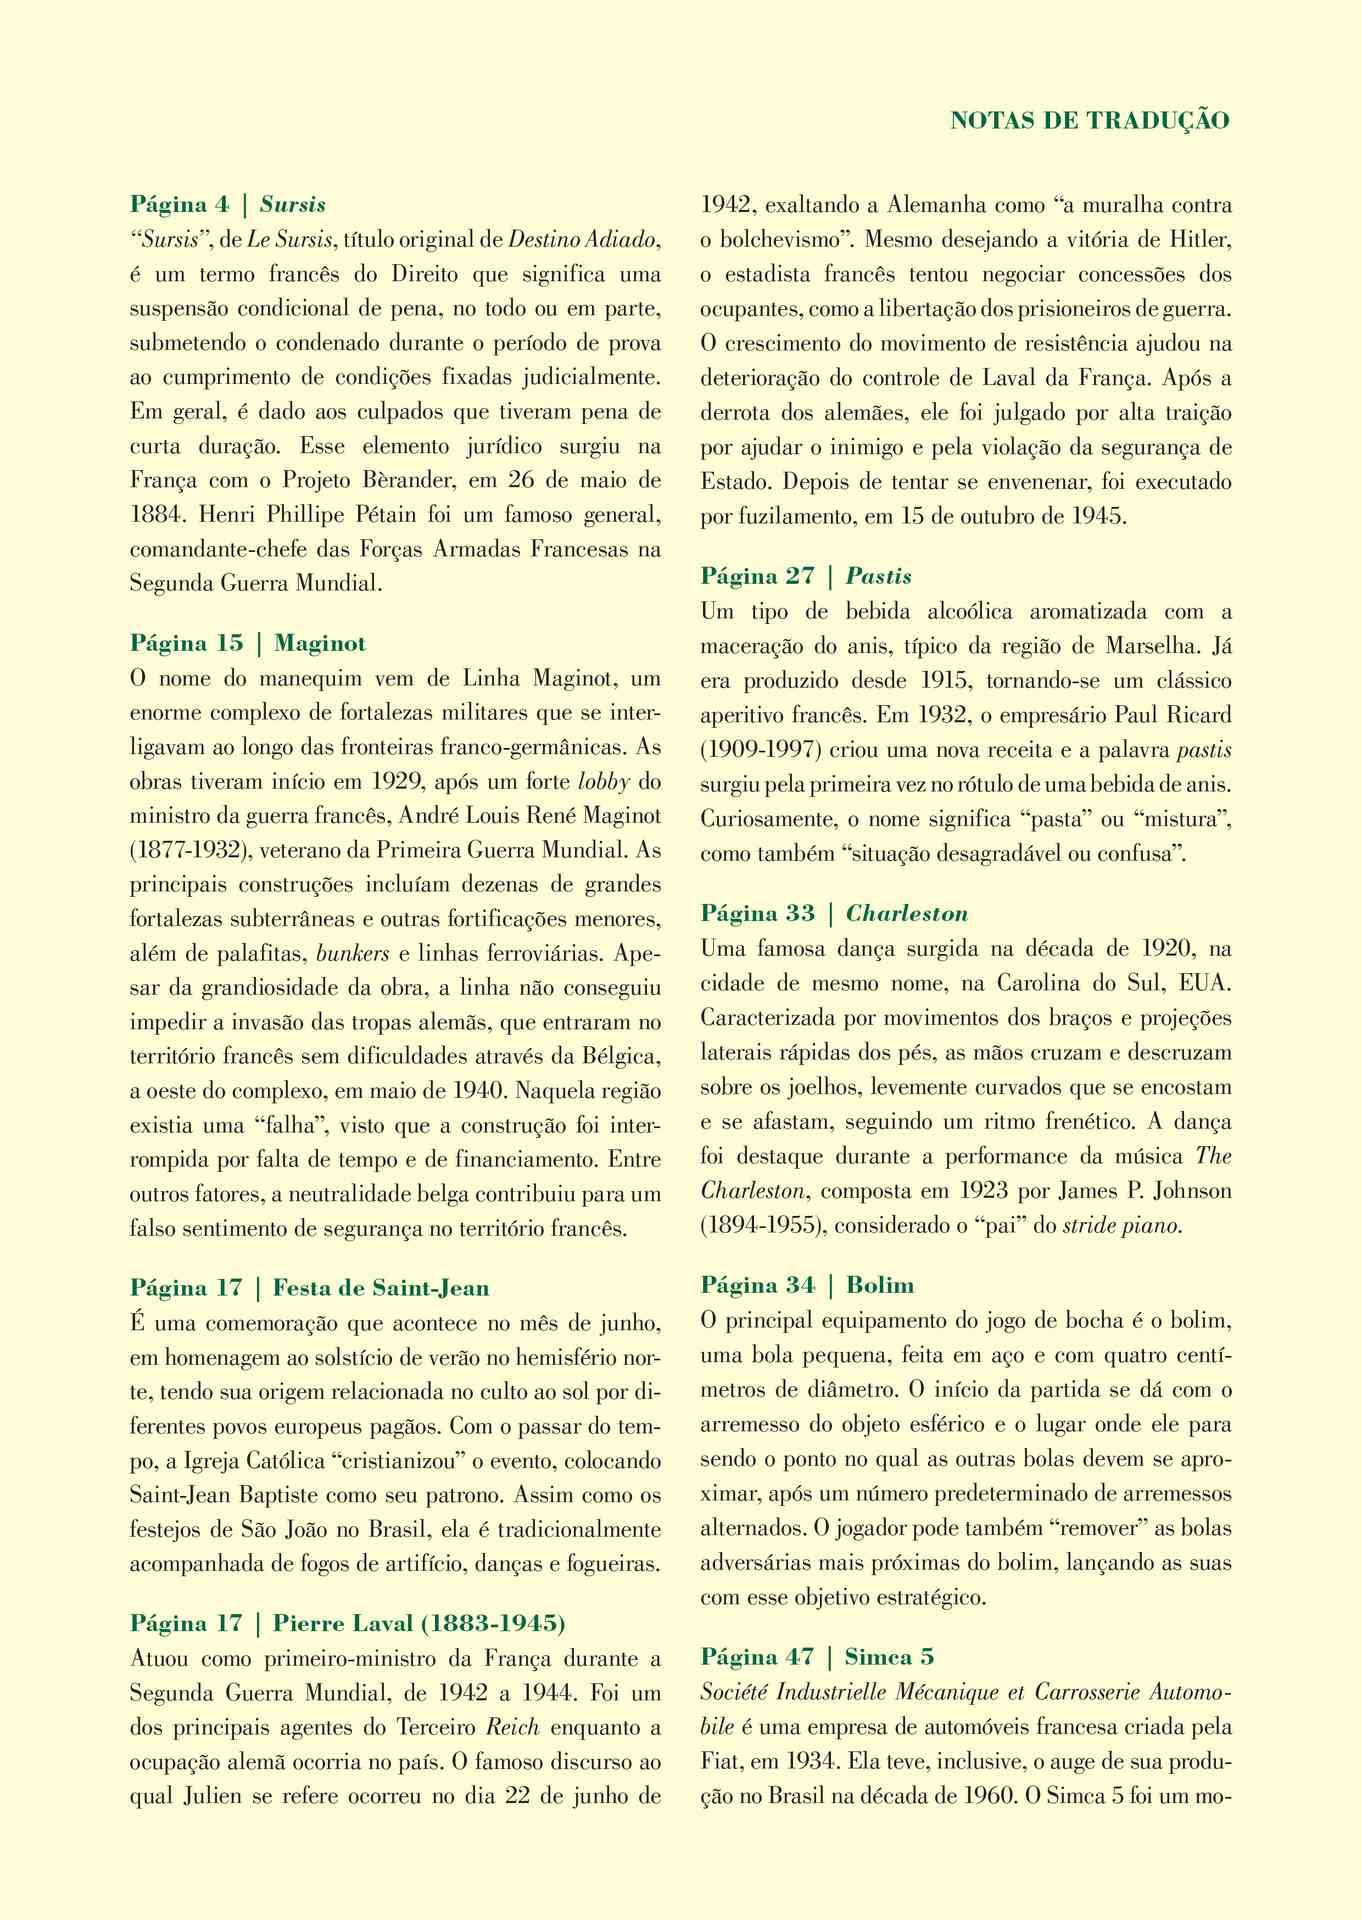 NOTAS DE TRADUÇÃO
Página 4 | Sursis
“Sursis”, de Le Sursis, título original de Destino Adiado,
é um termo francês do Direito que significa uma
suspensão condicional de pena, no todo ou em parte,
submetendo o condenado durante o período de prova
ao cumprimento de condições fixadas judicialmente.
Em geral, é dado aos culpados que tiveram pena de
curta duração. Esse elemento jurídico surgiu na
França com o Projeto Bèrander, em 26 de maio de
1884. Henri Phillipe Pétain foi um famoso general,
comandante-chefe das Forças Armadas Francesas na
Segunda Guerra Mundial.
Página 15 | Maginot
O nome do manequim vem de Linha Maginot, um
enorme complexo de fortalezas militares que se inter-
ligavam ao longo das fronteiras franco-germânicas. As
obras tiveram início em 1929, após um forte lobby do
ministro da guerra francês, André Louis René Maginot
(1877-1932), veterano da Primeira Guerra Mundial. As
principais construções incluíam dezenas de grandes
fortalezas subterrâneas e outras fortificações menores,
além de palafitas, bunkers e linhas ferroviárias. Ape-
sar da grandiosidade da obra, a linha não conseguiu
impedir a invasão das tropas alemãs, que entraram no
território francês sem dificuldades através da Bélgica,
a oeste do complexo, em maio de 1940. Naquela região
existia uma “falha”, visto que a construção foi inter-
rompida por falta de tempo e de financiamento. Entre
outros fatores, a neutralidade belga contribuiu para um
falso sentimento de segurança no território francês.
Página 17 | Festa de Saint-Jean
É uma comemoração que acontece no mês de junho,
em homenagem ao solstício de verão no hemisfério nor-
te, tendo sua origem relacionada no culto ao sol por di-
ferentes povos europeus pagãos. Com o passar do tem-
po, a Igreja Católica “cristianizou” o evento, colocando
Saint-Jean Baptiste como seu patrono. Assim como os
festejos de São João no Brasil, ela é tradicionalmente
acompanhada de fogos de artifício, danças e fogueiras.
Página 17 | Pierre Laval (1883-1945)
Atuou como primeiro-ministro da França durante a
Segunda Guerra Mundial, de 1942 a 1944. Foi um
dos principais agentes do Terceiro Reich enquanto a
ocupação alemã ocorria no país. O famoso discurso ao
qual Julien se refere ocorreu no dia 22 de junho de
1942, exaltando a Alemanha como “a muralha contra
o bolchevismo”. Mesmo desejando a vitória de Hitler,
o estadista francês tentou negociar concessões dos
ocupantes, como a libertação dos prisioneiros de guerra.
O crescimento do movimento de resistência ajudou na
deterioração do controle de Laval da França. Após a
derrota dos alemães, ele foi julgado por alta traição
por ajudar o inimigo e pela violação da segurança de
Estado. Depois de tentar se envenenar, foi executado
por fuzilamento, em 15 de outubro de 1945.
Página 27 | Pastis
Um tipo de bebida alcoólica aromatizada com a
maceração do anis, típico da região de Marselha. Já
era produzido desde 1915, tornando-se um clássico
aperitivo francês. Em 1932, o empresário Paul Ricard
(1909-1997) criou uma nova receita e a palavra pastis
surgiu pela primeira vez no rótulo de uma bebida de anis.
Curiosamente, o nome significa “pasta” ou “mistura”,
como também “situação desagradável ou confusa”.
Página 33 | Charleston
Uma famosa dança surgida na década de 1920, na
cidade de mesmo nome, na Carolina do Sul, EUA.
Caracterizada por movimentos dos braços e projeções
laterais rápidas dos pés, as mãos cruzam e descruzam
sobre os joelhos, levemente curvados que se encostam
e se afastam, seguindo um ritmo frenético. A dança
foi destaque durante a performance da música The
Charleston, composta em 1923 por James P. Johnson
(1894-1955), considerado o “pai” do stride piano.
Página 34 | Bolim
O principal equipamento do jogo de bocha é o bolim,
uma bola pequena, feita em aço e com quatro centí-
metros de diâmetro. O início da partida se dá com o
arremesso do objeto esférico e o lugar onde ele para
sendo o ponto no qual as outras bolas devem se apro-
ximar, após um número predeterminado de arremessos
alternados. O jogador pode também “remover” as bolas
adversárias mais próximas do bolim, lançando as suas
com esse objetivo estratégico.
Página 47 | Simca 5
Société Industrielle Mécanique et Carrosserie Automo-
bile é uma empresa de automóveis francesa criada pela
Fiat, em 1934. Ela teve, inclusive, o auge de sua produ-
ção no Brasil na década de 1960. O Simca 5 foi um mo-